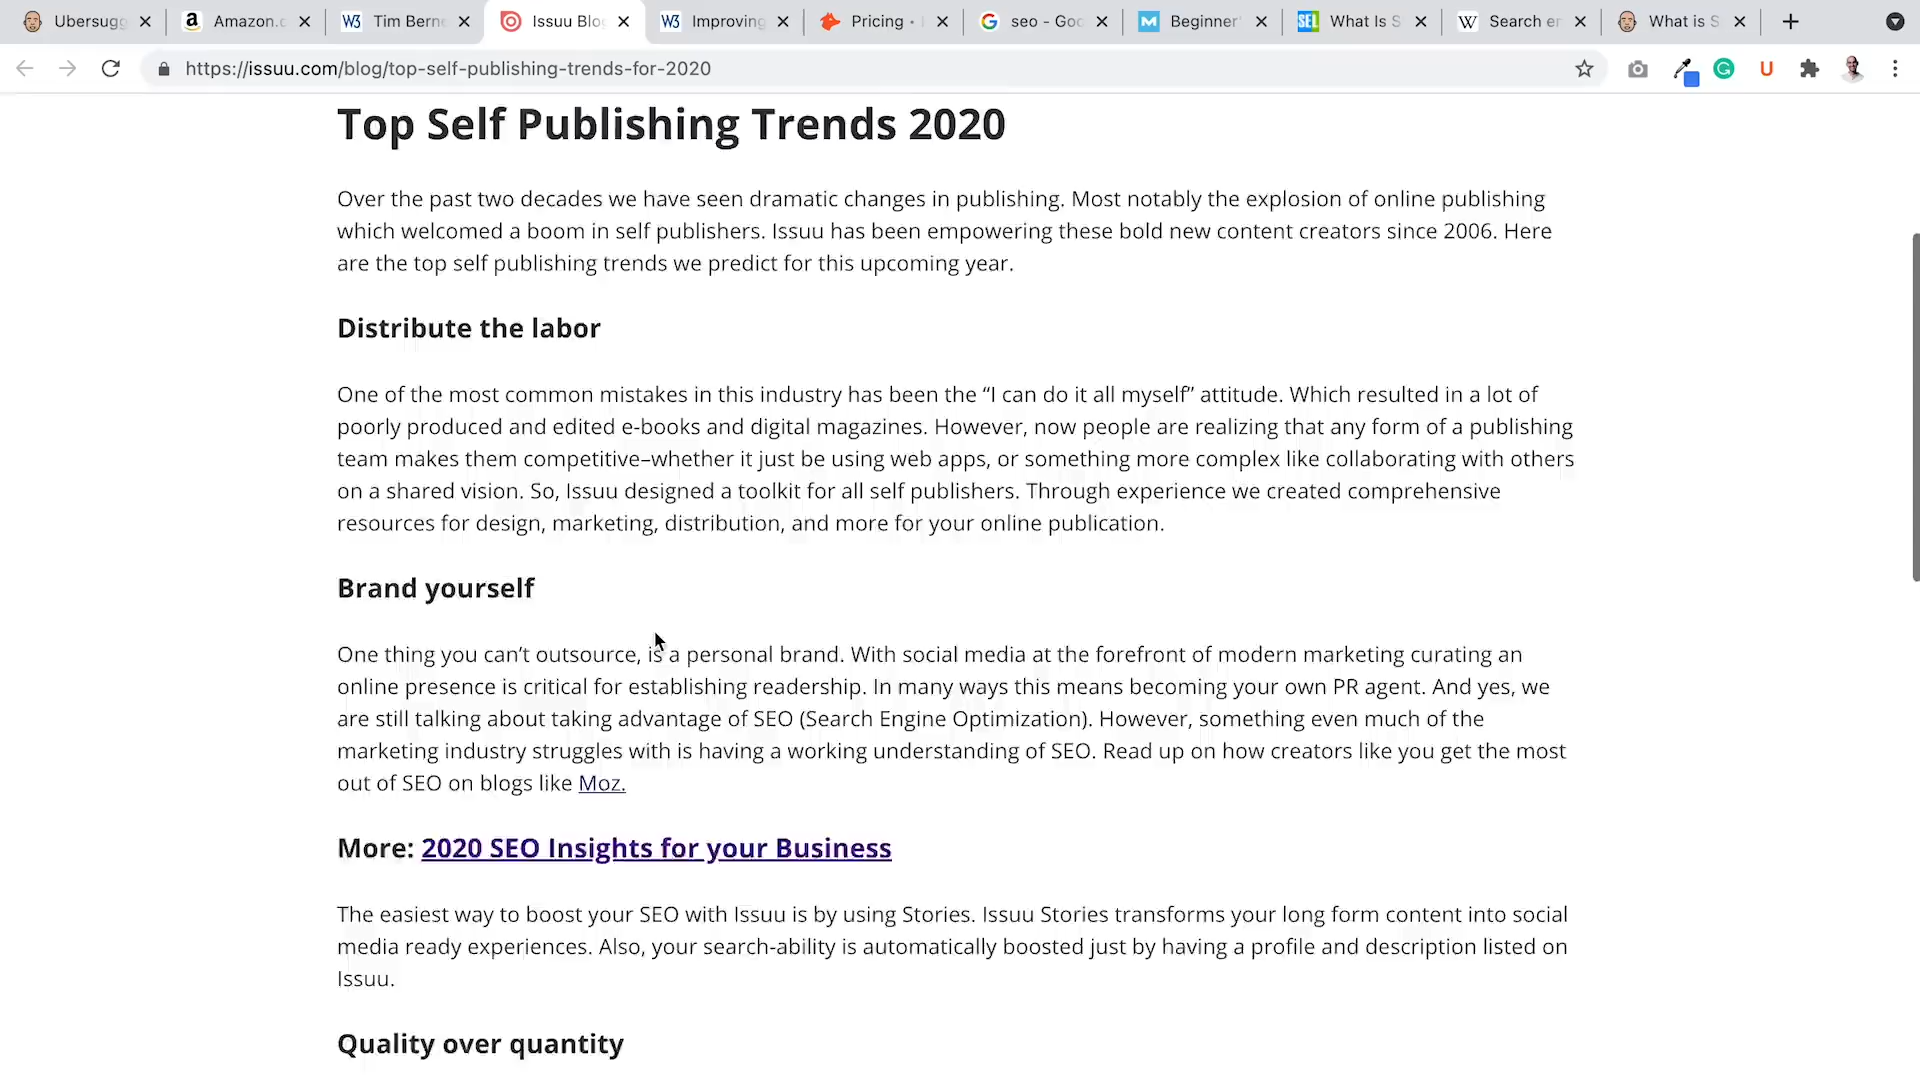 Ubersugg
Amazon.c
Tim Bern
Issuu Blo
Improving
Pricing •
seo - Goo
Beginner'
What Is S
Search en
What is S
https://issuu.com/blog/top-self-publishing-trends-for-2020
Top Self Publishing Trends 2020
Over the past two decades we have seen dramatic changes in publishing. Most notably the explosion of online publishing
which welcomed a boom in self publishers. Issuu has been empowering these bold new content creators since 2006. Here
are the top self publishing trends we predict for this upcoming year.
Distribute the labor
One of the most common mistakes in this industry has been the “I can do it all myself” attitude. Which resulted in a lot of
poorly produced and edited e-books and digital magazines. However, now people are realizing that any form of a publishing
team makes them competitive–whether it just be using web apps, or something more complex like collaborating with others
on a shared vision. So, Issuu designed a toolkit for all self publishers. Through experience we created comprehensive
resources for design, marketing, distribution, and more for your online publication.
Brand yourself
One thing you can’t outsource, is a personal brand. With social media at the forefront of modern marketing curating an
online presence is critical for establishing readership. In many ways this means becoming your own PR agent. And yes, we
are still talking about taking advantage of SEO (Search Engine Optimization). However, something even much of the
marketing industry struggles with is having a working understanding of SEO. Read up on how creators like you get the most
out of SEO on blogs like Moz.
More: 2020 SEO Insights for your Business
The easiest way to boost your SEO with Issuu is by using Stories. Issuu Stories transforms your long form content into social
media ready experiences. Also, your search-ability is automatically boosted just by having a profile and description listed on
Issuu.
Quality over quantity